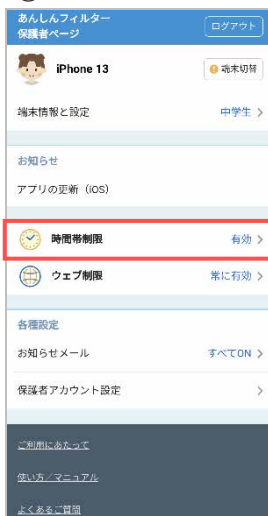 あんしんフィルター
保護者ページ
ログアウト
iPhone 13
端末切替
端末情報と設定
中学生
お知らせ
アプリの更新（iOS）
時間帯制限
有効
ウェブ制限
常に有効
各種設定
お知らせメール
すべてON
保護者アカウント設定
ご利用にあたって
使い方／マニュアル
よくあるご質問